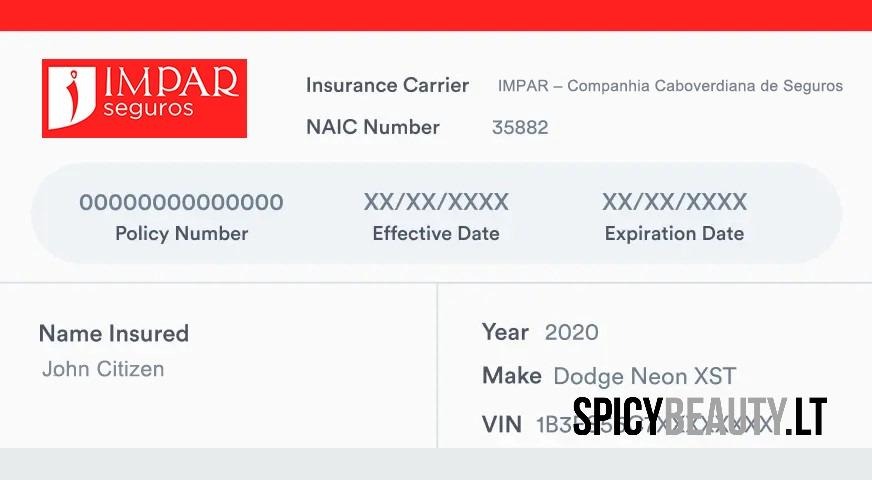 IMPAR
seguros
Insurance Carrier IMPAR – Companhia Caboverdiana de Seguros
NAIC Number 35882
00000000000000 XX/XX/XXXX XX/XX/XXXX
Policy Number Effective Date Expiration Date
Name Insured
John Citizen
Year 2020
Make Dodge Neon XST
VIN
SPICYBEAUTY.LT